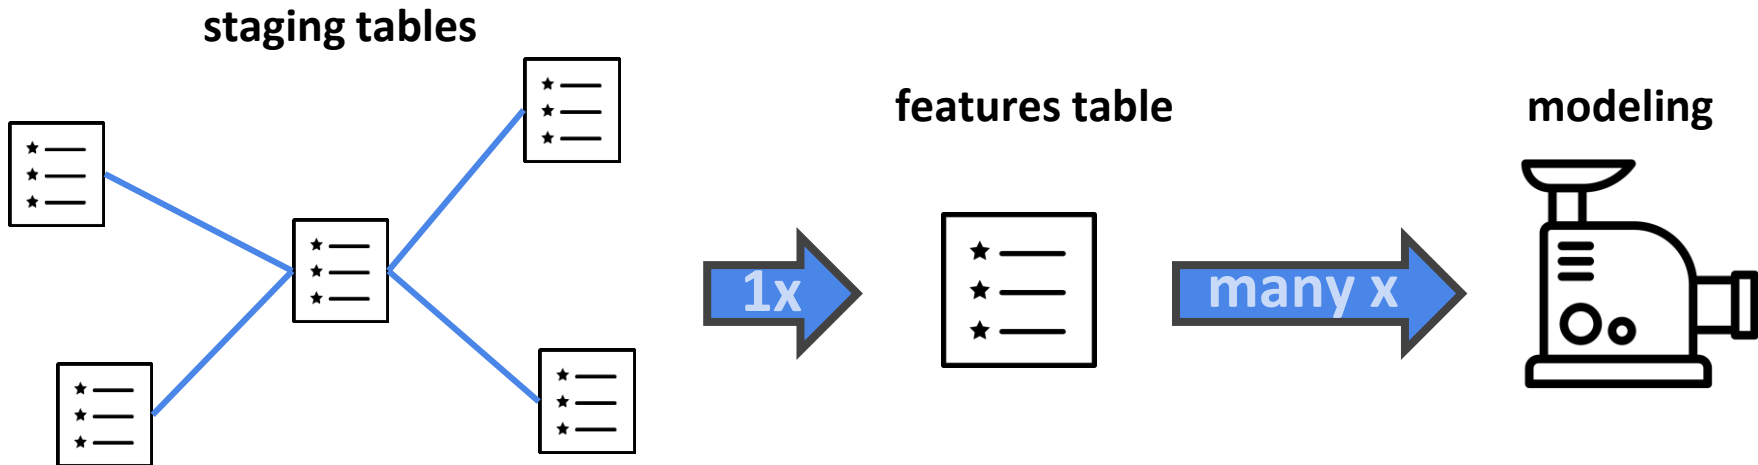 staging tables
features table
modeling
1x
many x